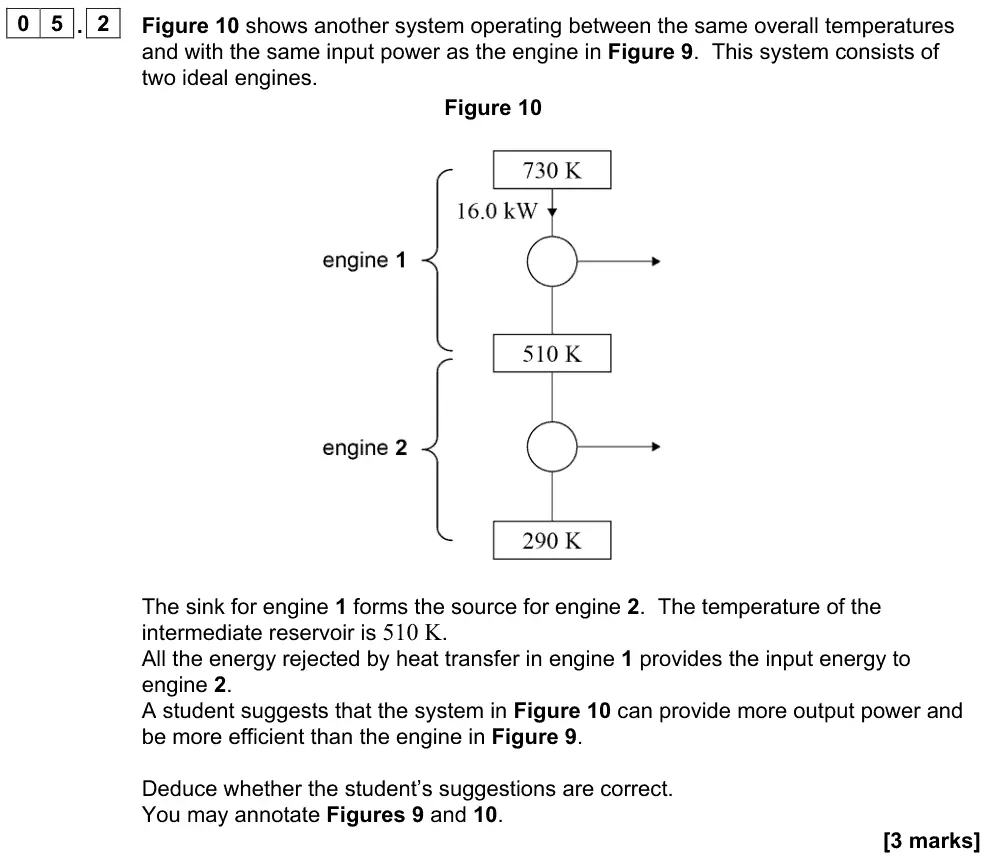 0 5 . 2 Figure 10 shows another system operating between the same overall temperatures
and with the same input power as the engine in Figure 9. This system consists of
two ideal engines.
Figure 10
730 K
16.0 kW
engine 1
510 K
engine 2
290 K
The sink for engine 1 forms the source for engine 2. The temperature of the
intermediate reservoir is 510 K.
All the energy rejected by heat transfer in engine 1 provides the input energy to
engine 2.
A student suggests that the system in Figure 10 can provide more output power and
be more efficient than the engine in Figure 9.
Deduce whether the student's suggestions are correct.
You may annotate Figures 9 and 10.
[3 marks]